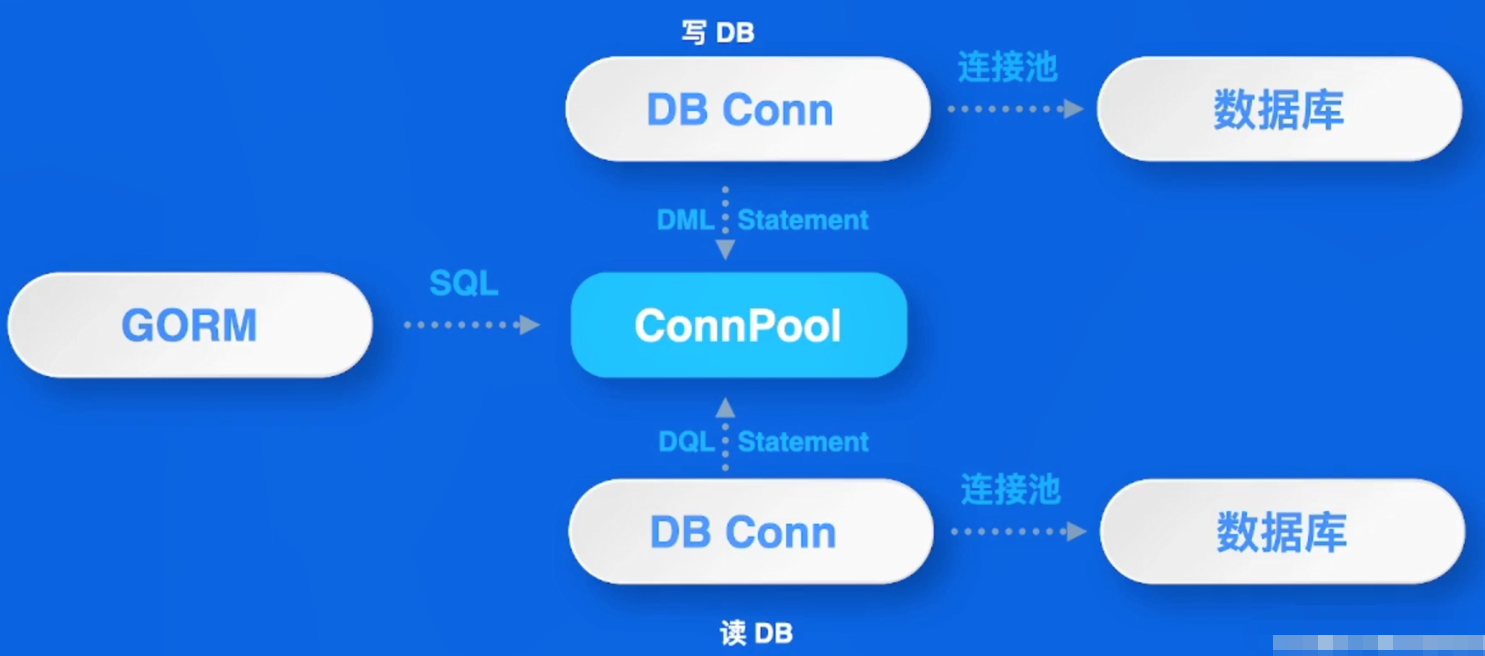 写 DB
DB Conn
连接池
数据库
DML Statement
GORM
SQL
ConnPool
DQL Statement
DB Conn
连接池
数据库
读 DB